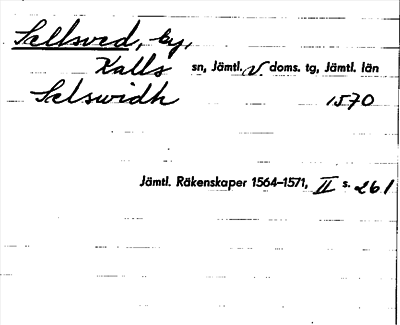 Sellsved, by,
Kalls sn, Jämtl. v. doms. tg, Jämtl. län
Selswidh 1570
Jämtl. Räkenskaper 1564–1571, II s. 261